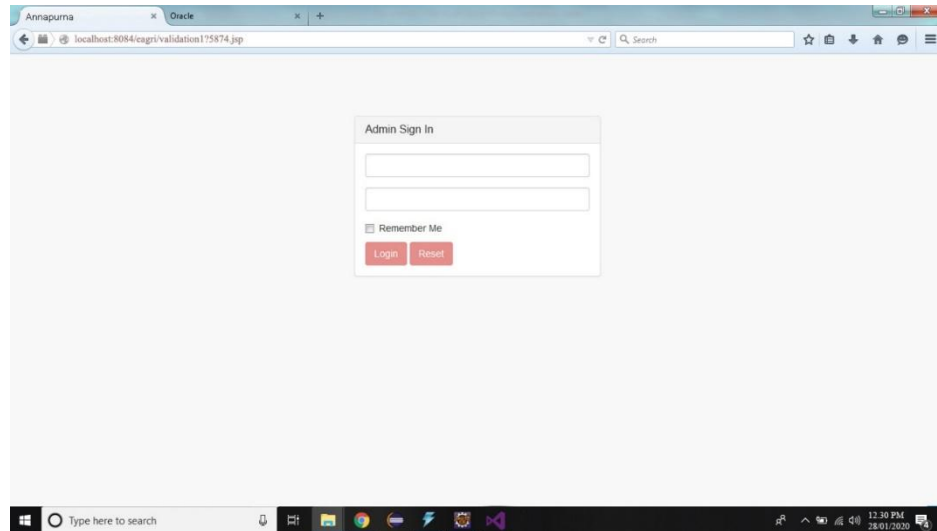 Annapurna
Oracle
localhost:8084/eagri/validation1?5874.jsp
Search
Admin Sign In
Remember Me
Login Reset
Type here to search
12.30 PM
28/01/2020